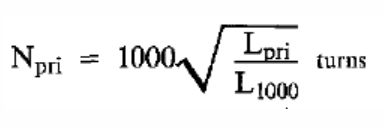 N_pri = 1000√(L_pri / L_1000) turns